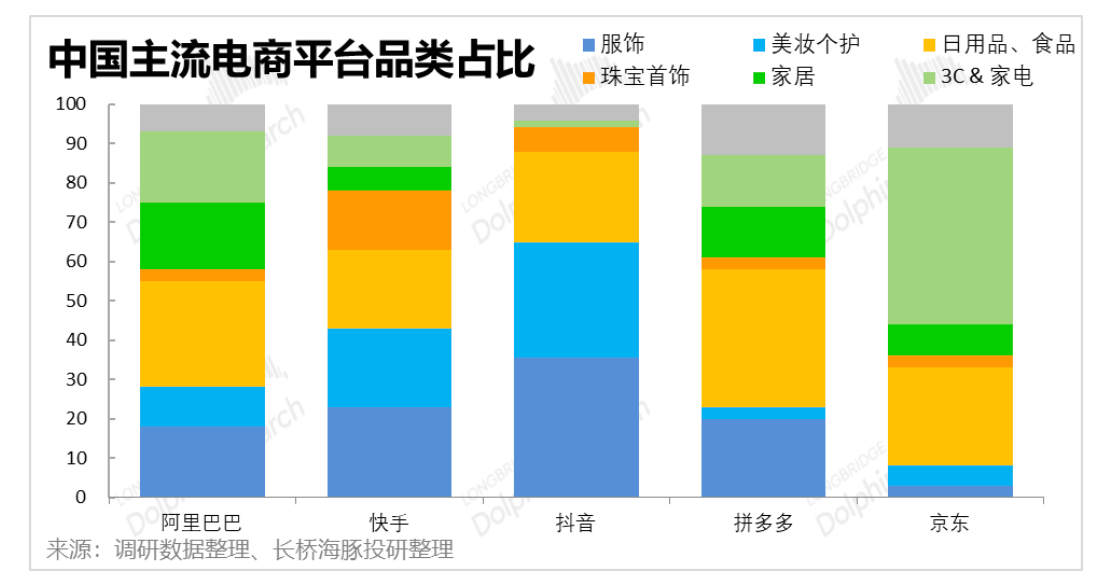 中国主流电商平台品类占比
服饰 美妆个护 日用品、食品
珠宝首饰 家居 3C & 家电
100
90
80
70
60
50
40
30
20
10
0
阿里巴巴 快手 抖音 拼多多 京东
来源：调研数据整理、长桥海豚投研整理